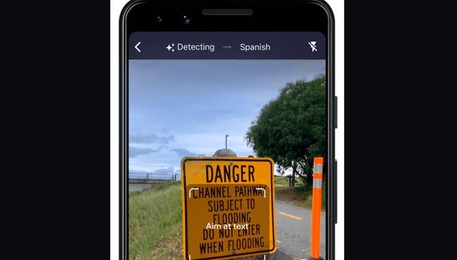 Detecting → Spanish
DANGER
CHANNEL PATHWAY
SUBJECT TO
FLOODING
Aim at text
DO NOT ENTER
WHEN FLOODING